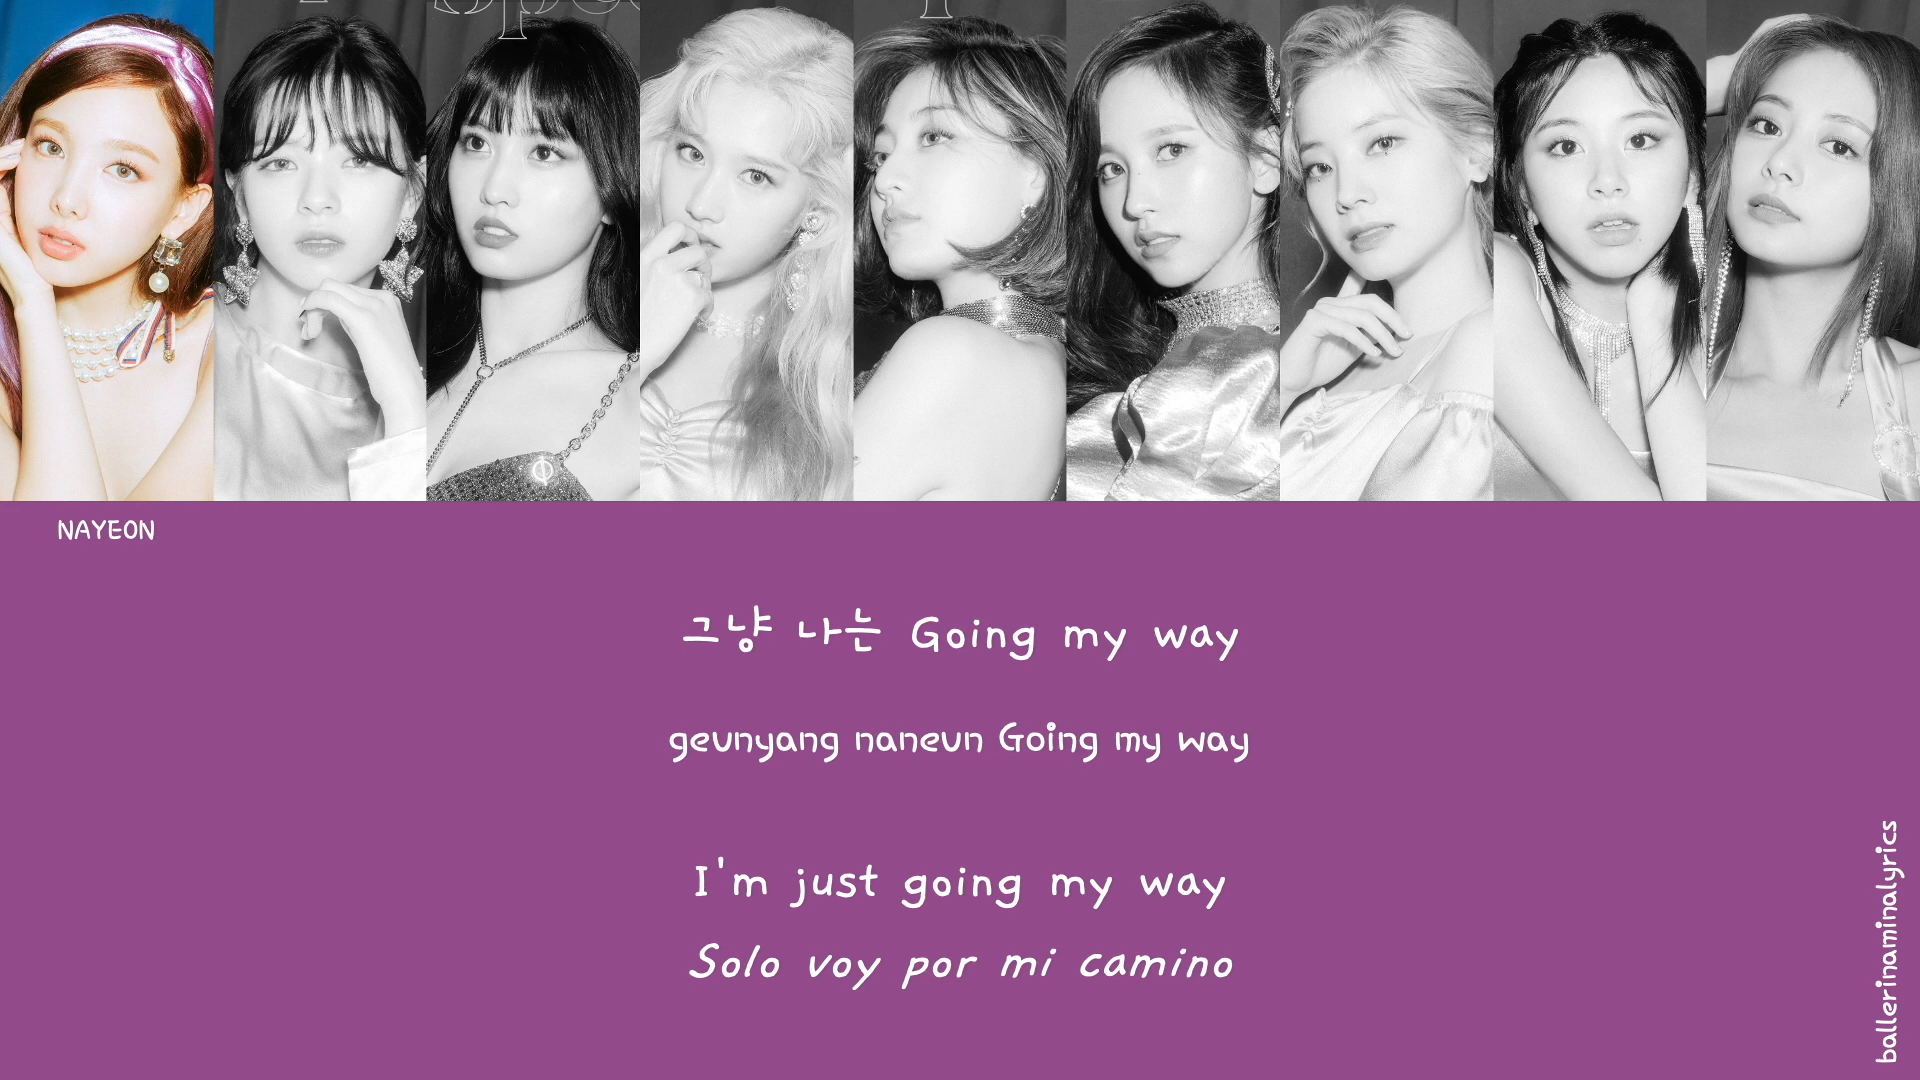 NAYEON
그냥 나는 Going my way
geunyang naneun Going my way
I'm just going my way
Solo voy por mi camino
ballerinaminalyrics